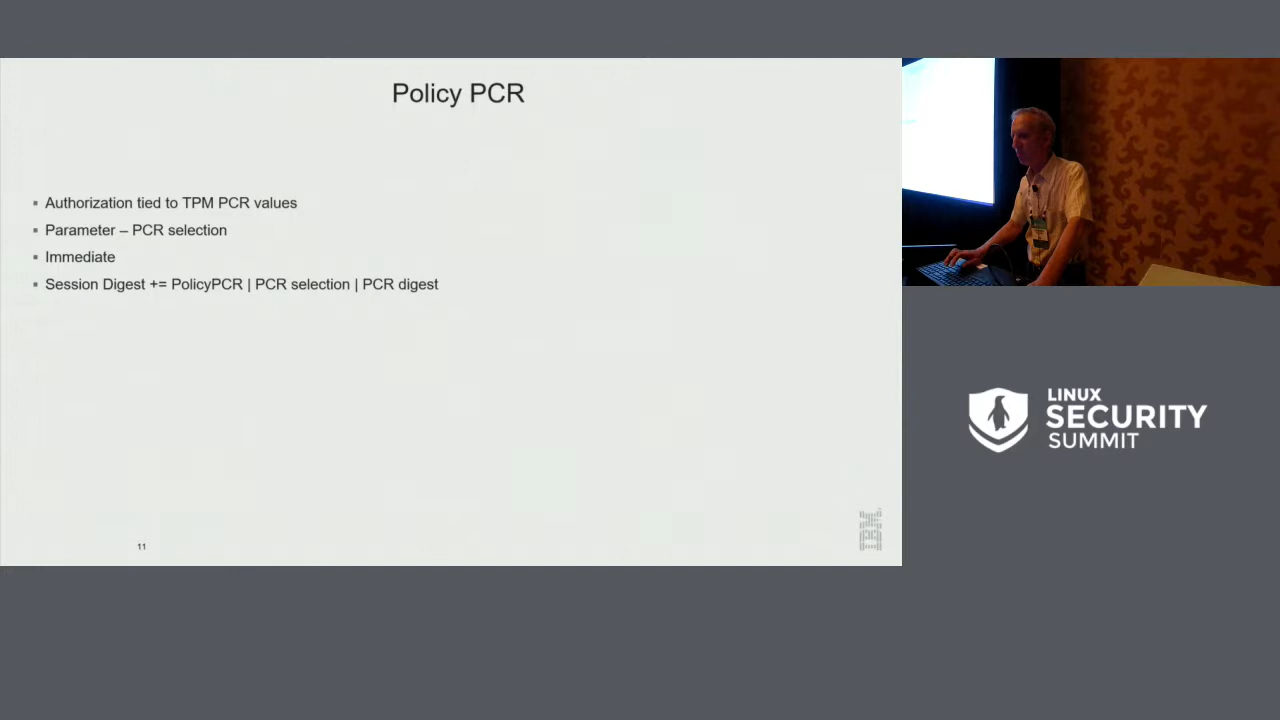 Policy PCR
▪ Authorization tied to TPM PCR values
▪ Parameter – PCR selection
▪ Immediate
▪ Session Digest += PolicyPCR | PCR selection | PCR digest
11
IBM
LINUX
SECURITY
SUMMIT